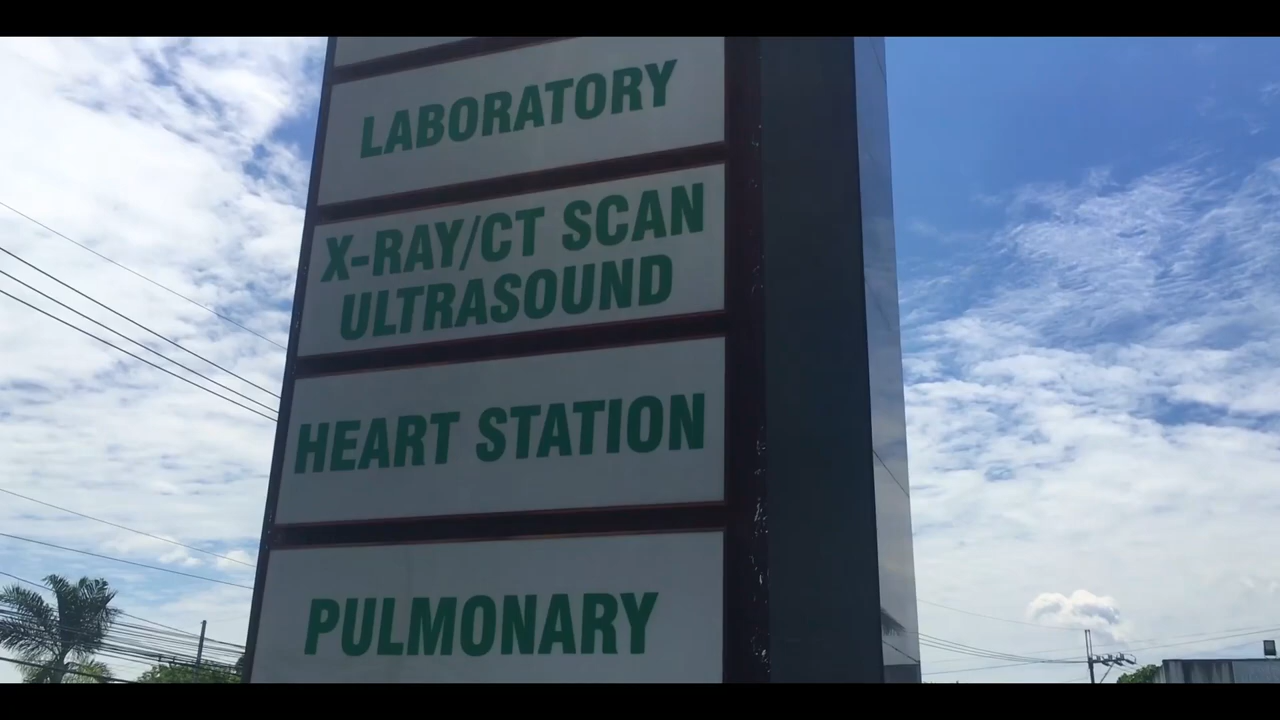 LABORATORY
X-RAY/CT SCAN
ULTRASOUND
HEART STATION
PULMONARY